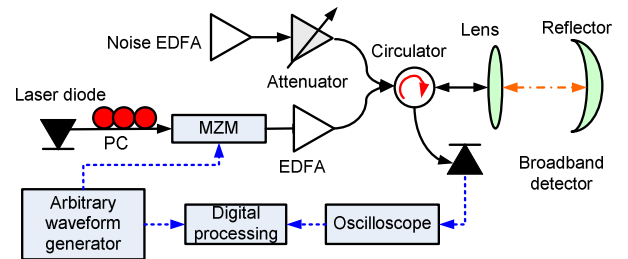 Noise EDFA
Attenuator
Circulator
Lens
Reflector
Laser diode
PC
MZM
EDFA
Broadband
detector
Arbitrary
waveform
generator
Digital
processing
Oscilloscope